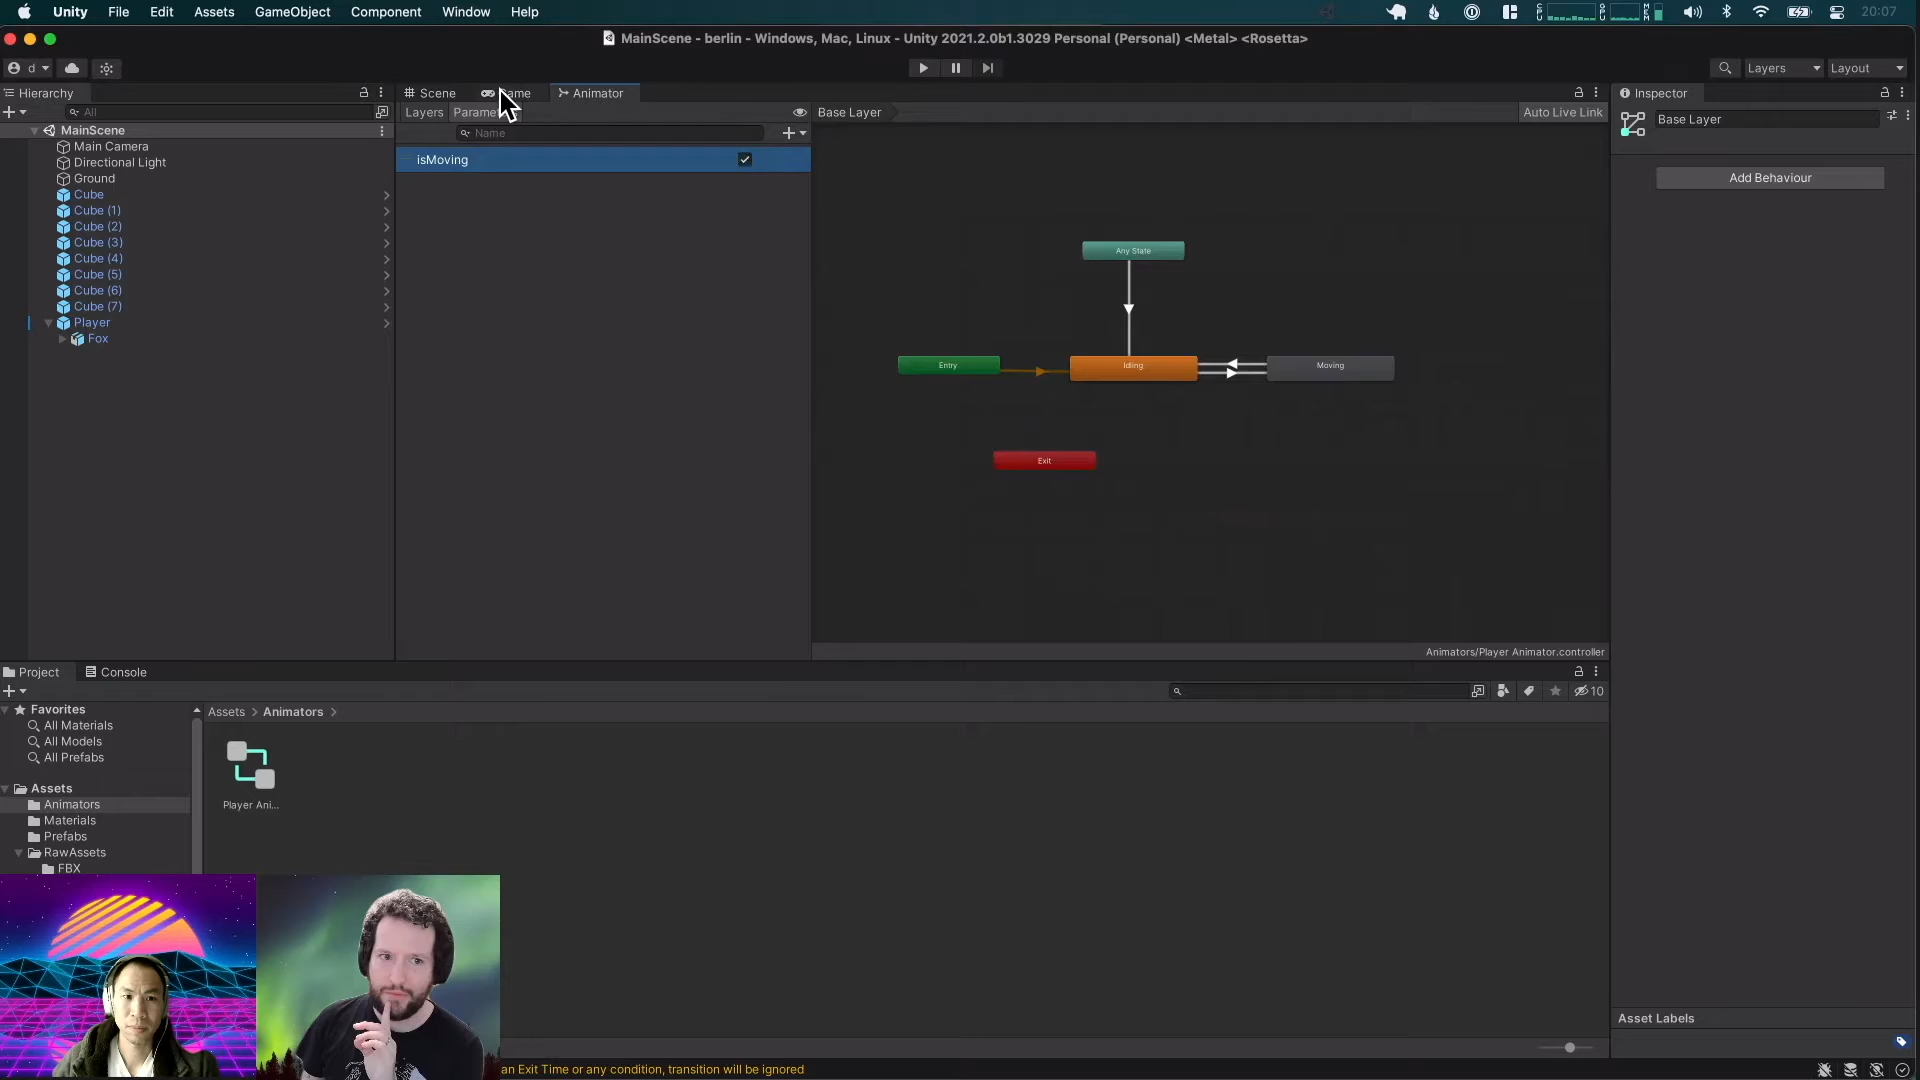 Unity File Edit Assets GameObject Component Window Help 20:07
MainScene - berlin - Windows, Mac, Linux - Unity 2021.2.0b1.3029 Personal (Personal) <Metal> <Rosetta>
d Layers Layout
Hierarchy
All
MainScene
Main Camera
Directional Light
Ground
Cube
Cube (1)
Cube (2)
Cube (3)
Cube (4)
Cube (5)
Cube (6)
Cube (7)
Player
Fox
Scene Animator
Layers
Name
isMoving
Base Layer Auto Live Link
Any State
Entry
Idling
Moving
Exit
Animators/Player Animator.controller
Inspector
Base Layer
Add Behaviour
Asset Labels
Project Console
10
Favorites
All Materials
All Models
All Prefabs
Assets
Animators
Materials
Prefabs
RawAssets
FBX
Assets > Animators >
Player Ani...
an Exit Time or any condition, transition will be ignored